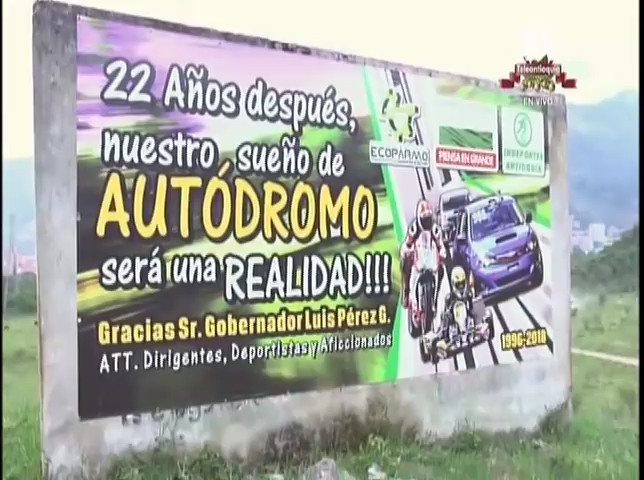 Teleantioquia
EN VIVO
22 Años después,
nuestro sueño de
AUTÓDROMO
será una REALIDAD!!!
Gracias Sr. Gobernador Luis Pérez G.
ATT. Dirigentes, Deportistas y Aficcionados
ECOPARMO
PIENSA EN GRANDE
INDEPORTES
ANTIOQUIA
1996-2018